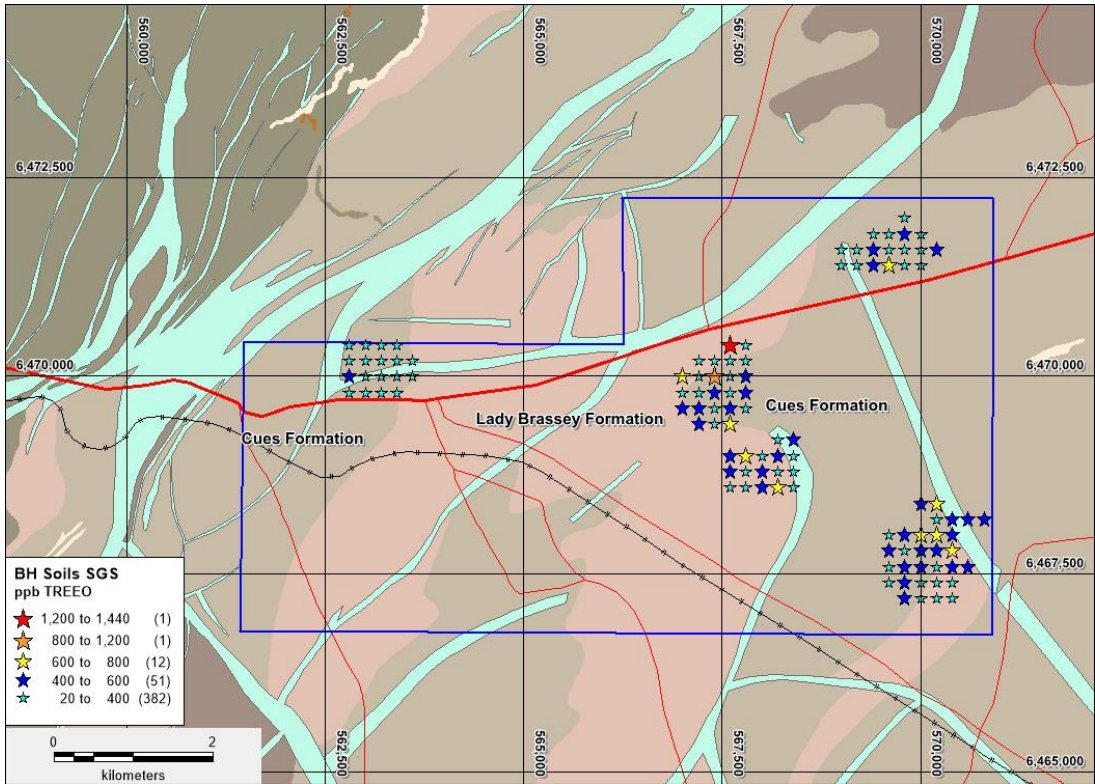 560,000
562,500
565,000
567,500
570,000
6,472,500
6,472,500
6,470,000
6,470,000
Lady Brassey Formation
Cues Formation
Cues Formation
6,467,500
BH Soils SGS
ppb TREEO
1,200 to 1,440 (1)
800 to 1,200 (1)
600 to 800 (12)
400 to 600 (51)
20 to 400 (382)
0 2
kilometers
562,500
565,000
567,500
570,000
6,465,000